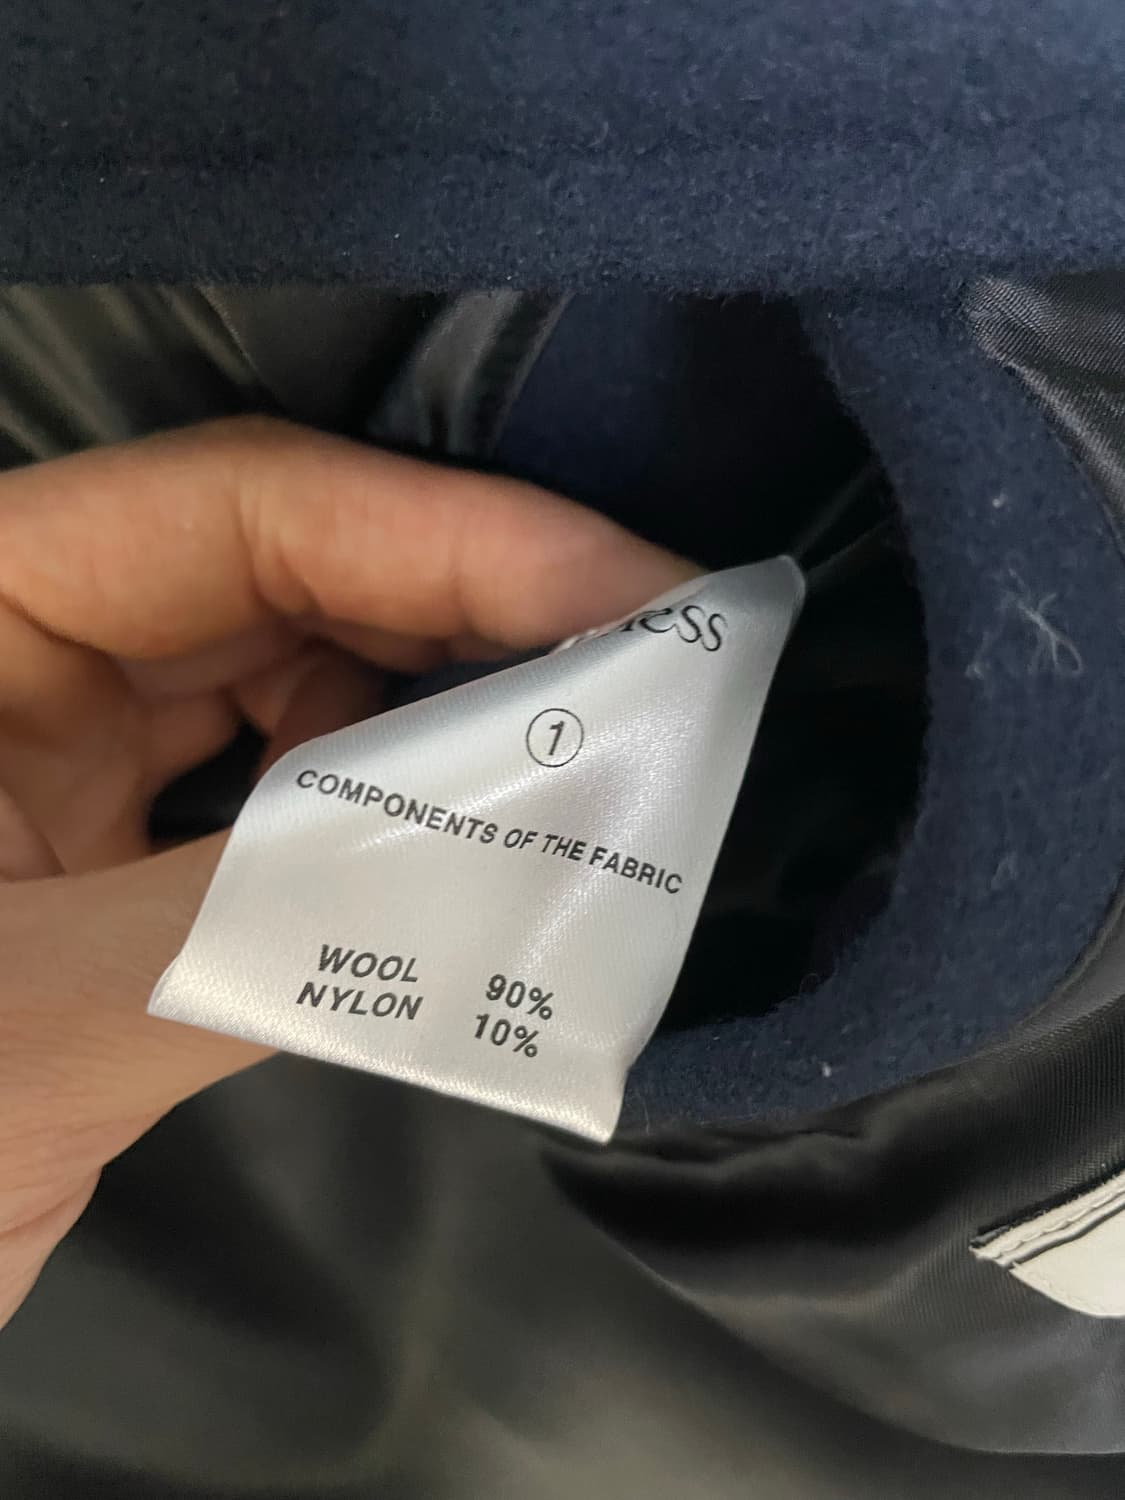 1
COMPONENTS OF THE FABRIC
WOOL 90%
NYLON 10%